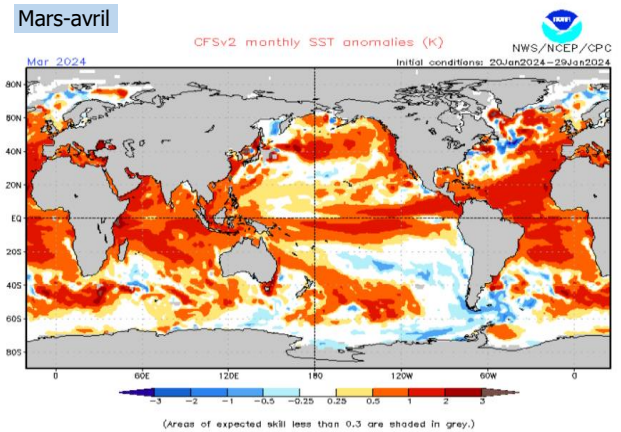 Mars-avril
CFSv2 monthly SST anomalies (K)
NWS/NCEP/CPC
Mar 2024
Initial conditions: 20Jan2024-29Jan2024
80N
60N
40N
20N
EQ
20S
40S
60S
80S
0 60E 120E 180 120W 60W 0
-3 -2 -1 -0.5 -0.25 0.25 0.5 1 2 3
(Areas of expected skill less than 0.3 are shaded in grey.)